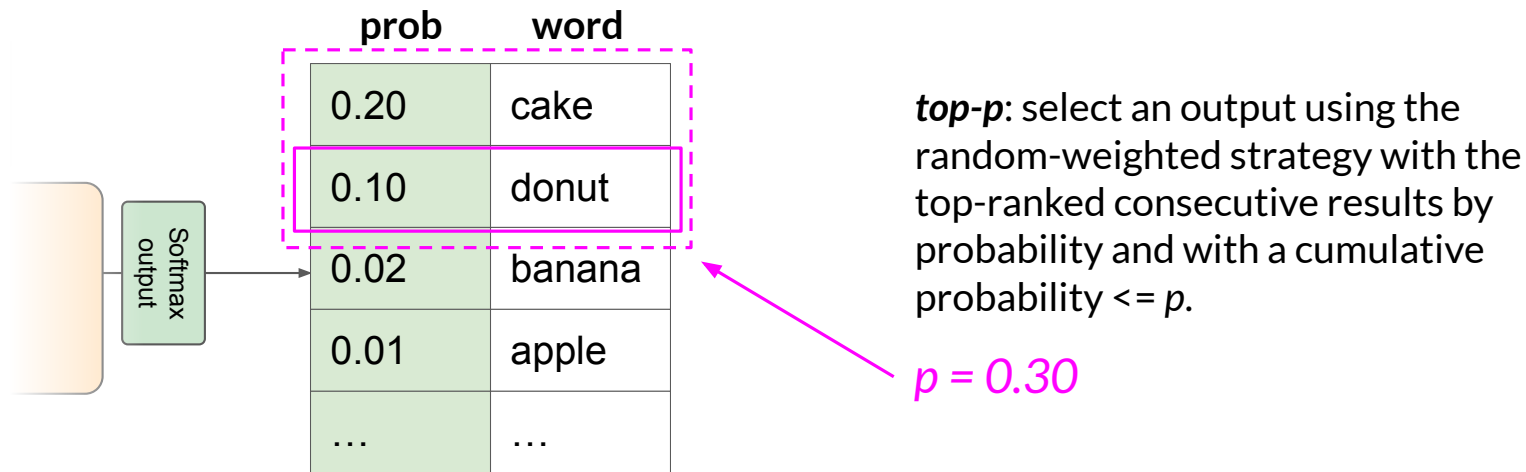 prob word
0.20 cake
0.10 donut
0.02 banana
0.01 apple
... ...
Softmax
output
top-p: select an output using the
random-weighted strategy with the
top-ranked consecutive results by
probability and with a cumulative
probability <= p.
p = 0.30